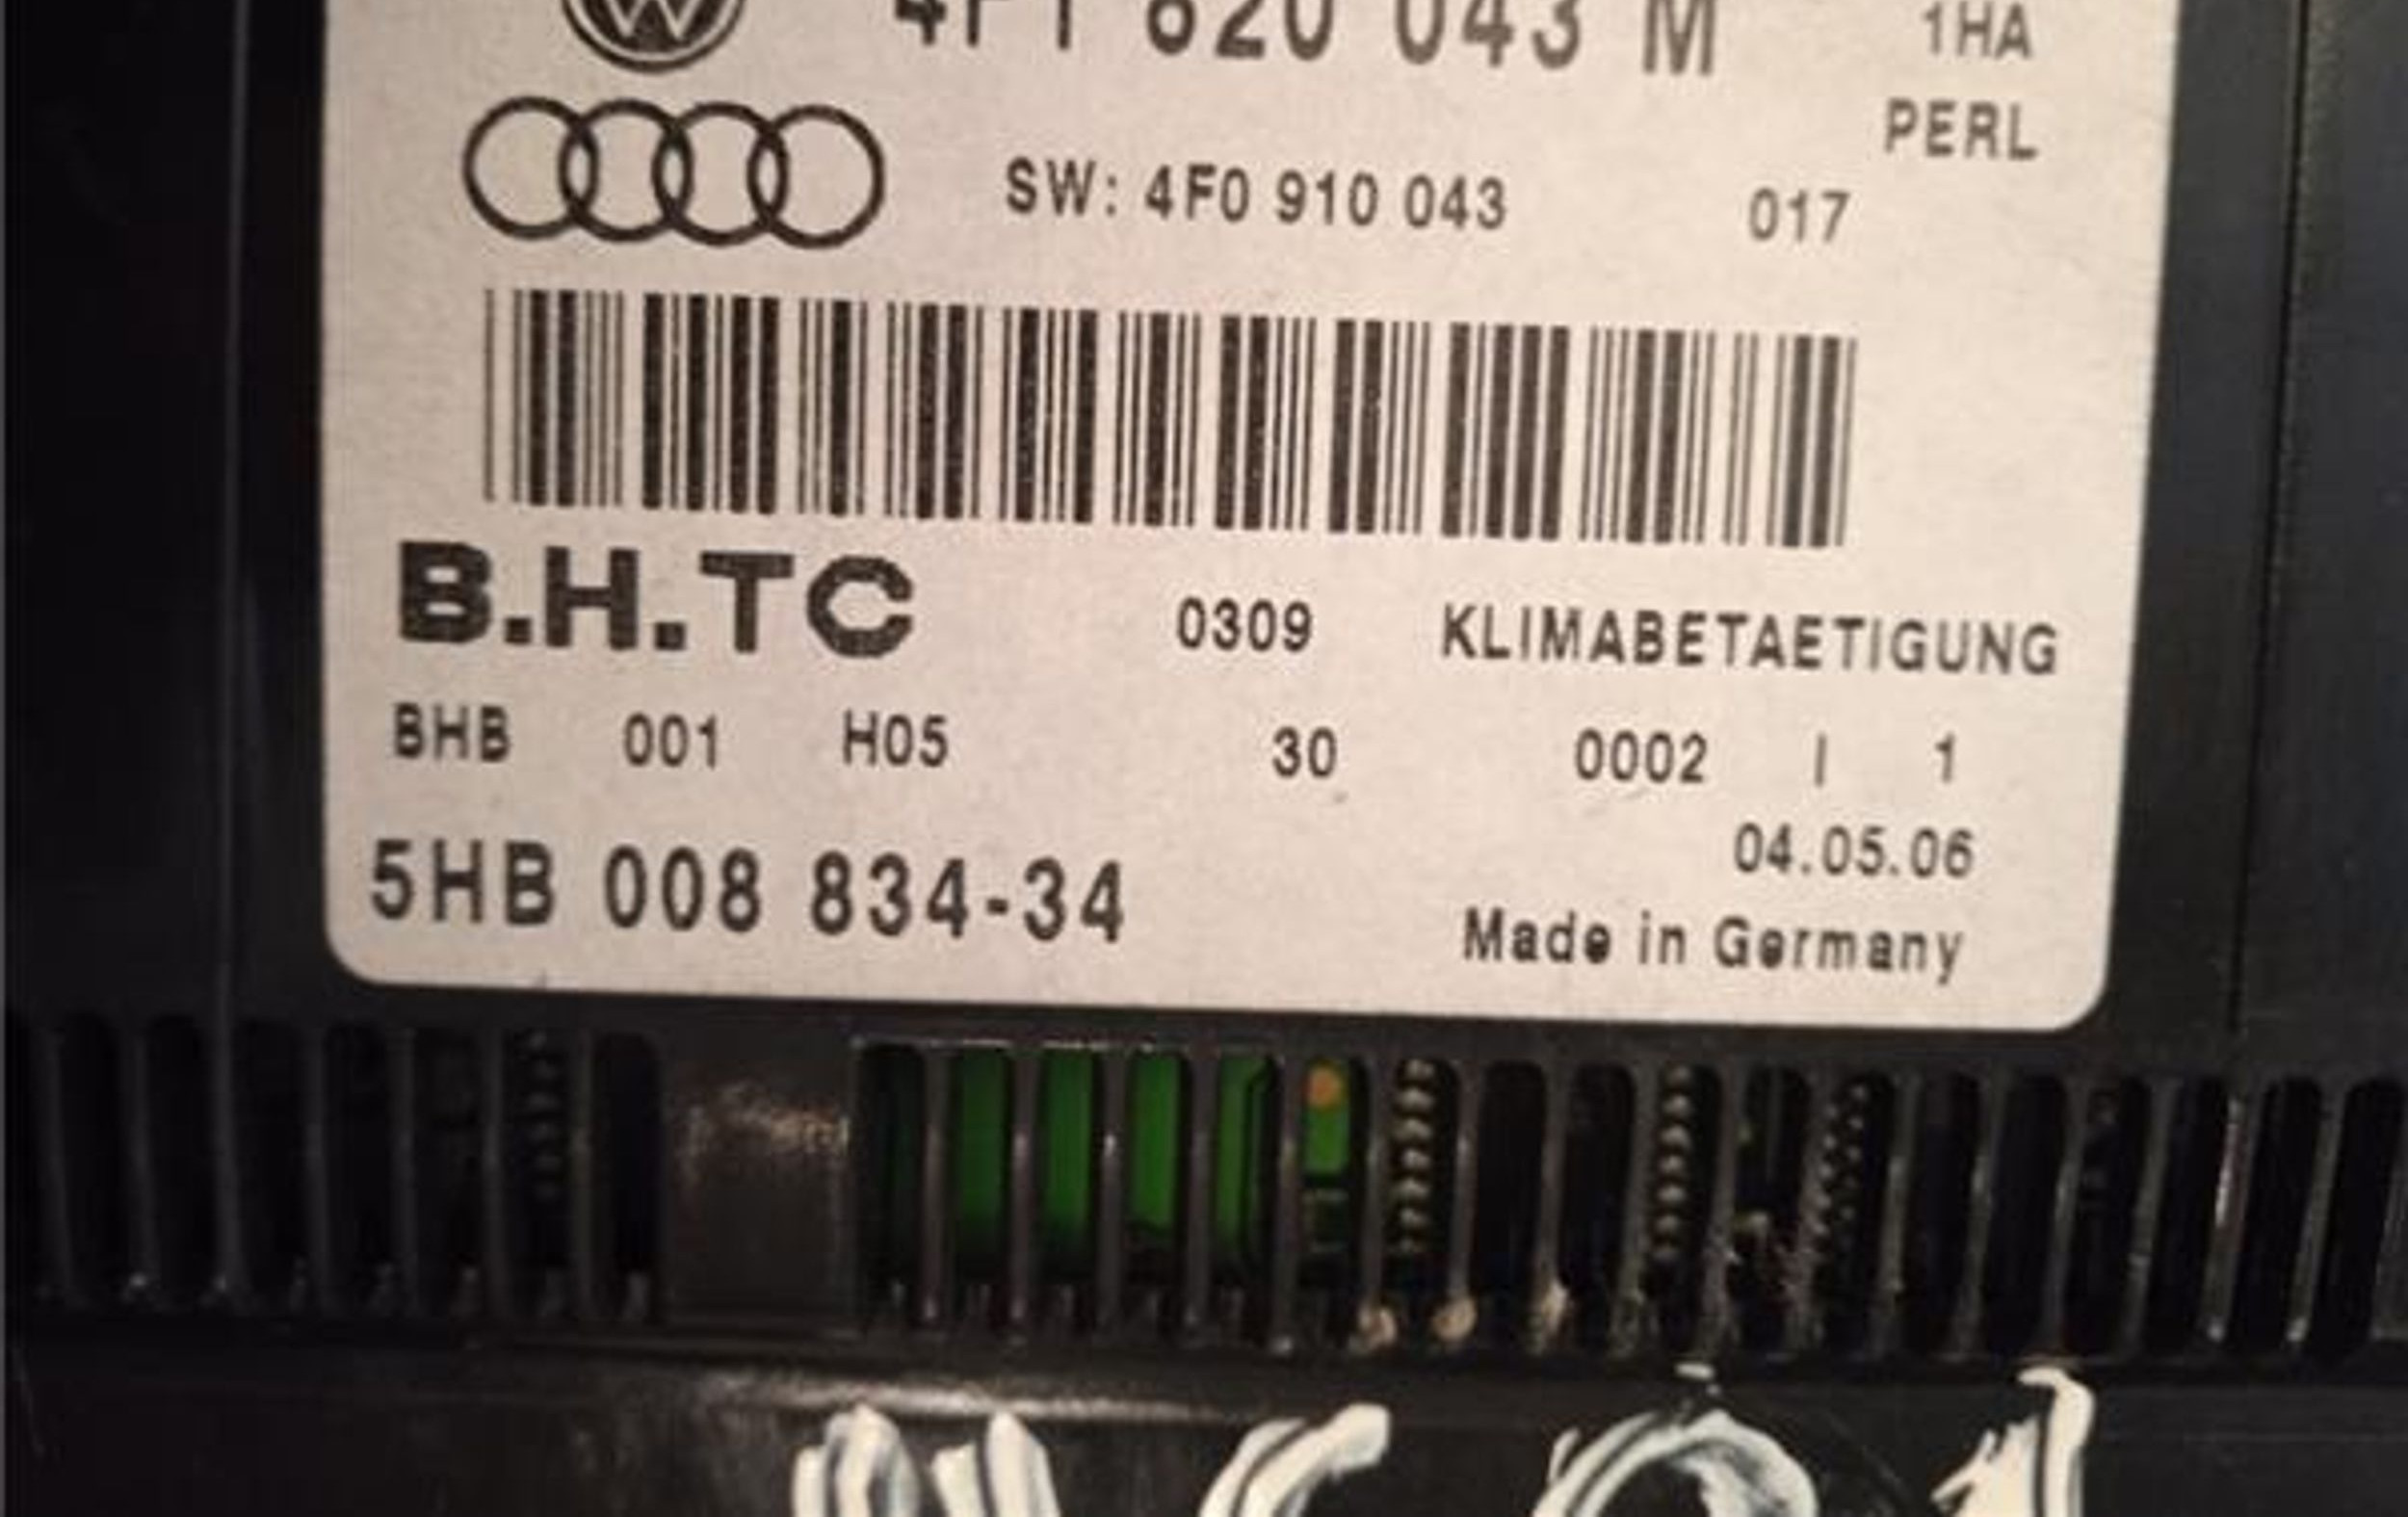 4F1 820 043 M 1HA
PERL
SW: 4F0 910 043 017
B.H.TC 0309 KLIMABETAETIGUNG
BHB 001 H05 30 0002 | 1
04.05.06
5HB 008 834-34
Made in Germany